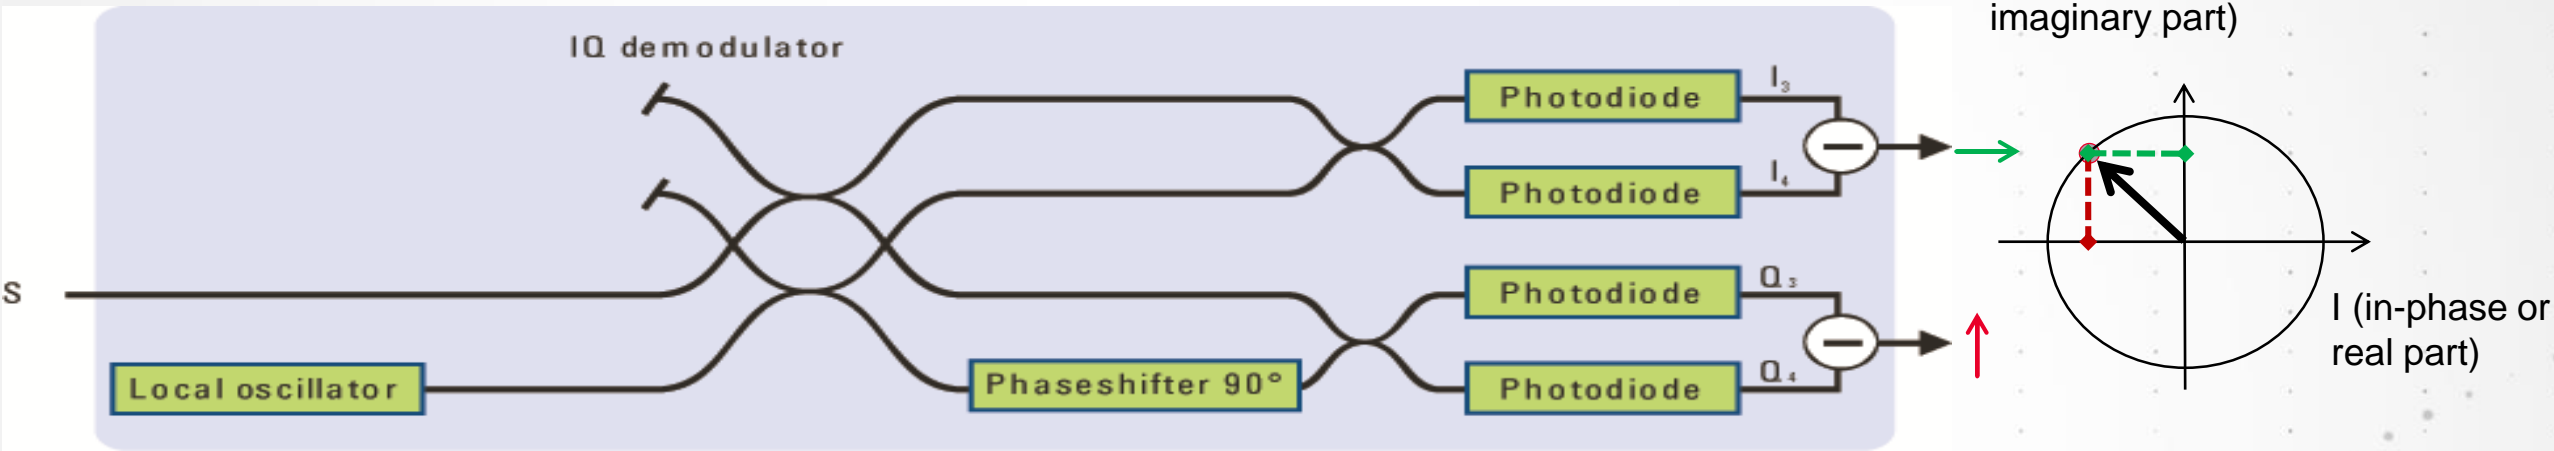 imaginary part)
IQ demodulator
Photodiode
I₃
Photodiode
I₄
S
Photodiode
Q₃
Local oscillator
Phaseshifter 90°
Photodiode
Q₄
I (in-phase or
real part)